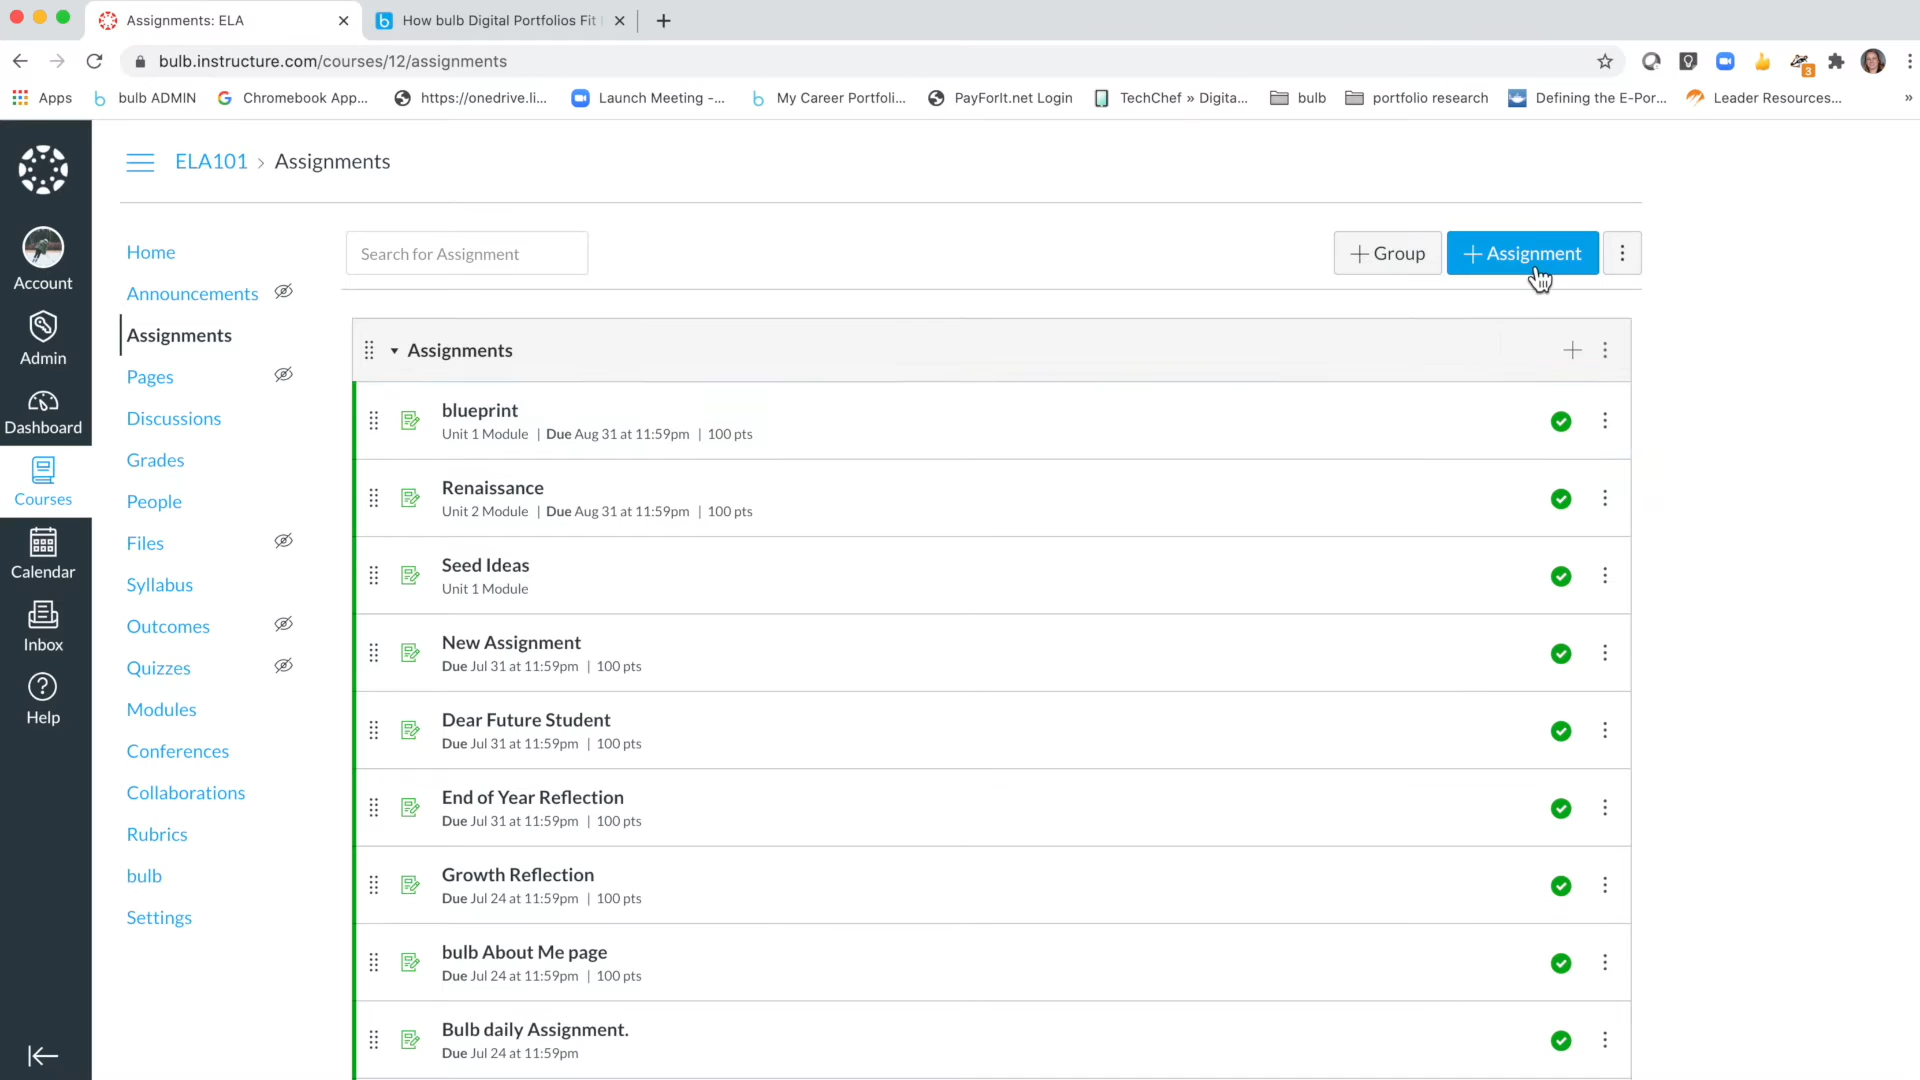 Assignments: ELA
How bulb Digital Portfolios Fit
bulb.instructure.com/courses/12/assignments
3
Apps
bulb ADMIN
Chromebook App...
https://onedrive.li...
Launch Meeting -...
My Career Portfoli...
PayForIt.net Login
TechChef » Digita...
bulb
portfolio research
Defining the E-Por...
Leader Resources...
»
ELA101 › Assignments
Account
Admin
Dashboard
Courses
Calendar
Inbox
Help
Home
Announcements
Assignments
Pages
Discussions
Grades
People
Files
Syllabus
Outcomes
Quizzes
Modules
Conferences
Collaborations
Rubrics
bulb
Settings
Search for Assignment
+ Group
+ Assignment
Assignments
blueprint
Unit 1 Module | Due Aug 31 at 11:59pm | 100 pts
Renaissance
Unit 2 Module | Due Aug 31 at 11:59pm | 100 pts
Seed Ideas
Unit 1 Module
New Assignment
Due Jul 31 at 11:59pm | 100 pts
Dear Future Student
Due Jul 31 at 11:59pm | 100 pts
End of Year Reflection
Due Jul 31 at 11:59pm | 100 pts
Growth Reflection
Due Jul 24 at 11:59pm | 100 pts
bulb About Me page
Due Jul 24 at 11:59pm | 100 pts
Bulb daily Assignment.
Due Jul 24 at 11:59pm